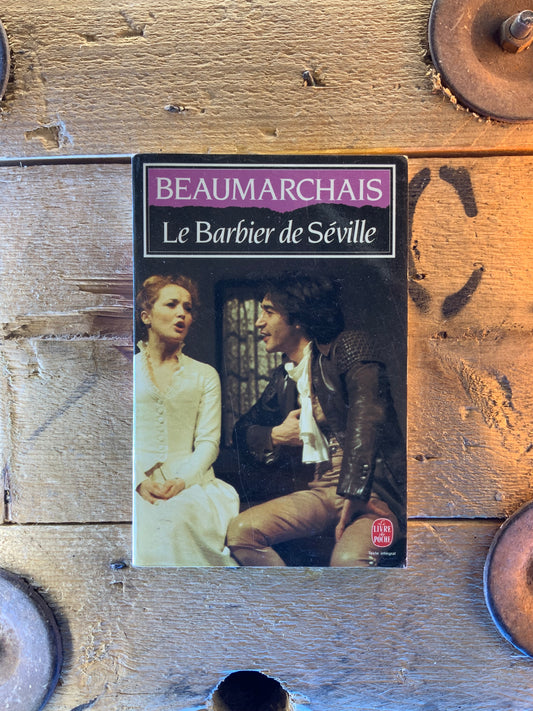 BEAUMARCHAIS
Le Barbier de Séville
Le
LIVRE
de
POCHE
Texte intégral